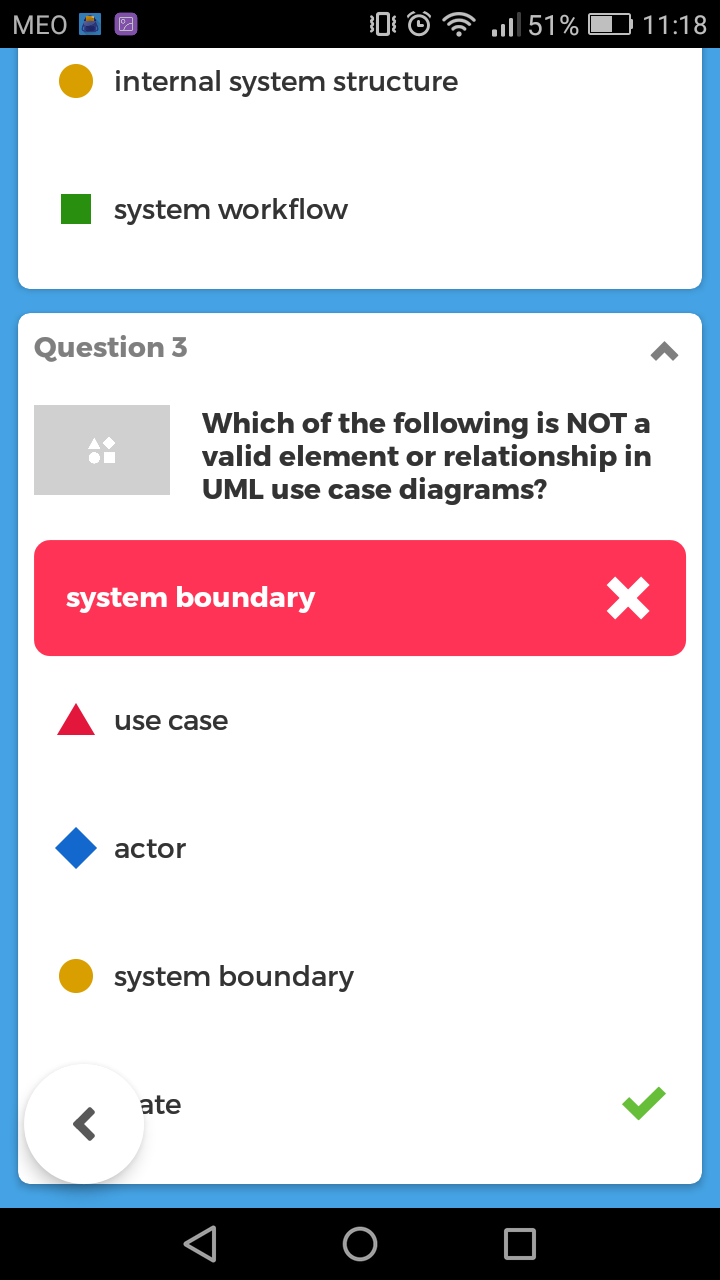 MEO 51% 11:18
internal system structure
system workflow
Question 3
Which of the following is NOT a
valid element or relationship in
UML use case diagrams?
system boundary
use case
actor
system boundary
ate